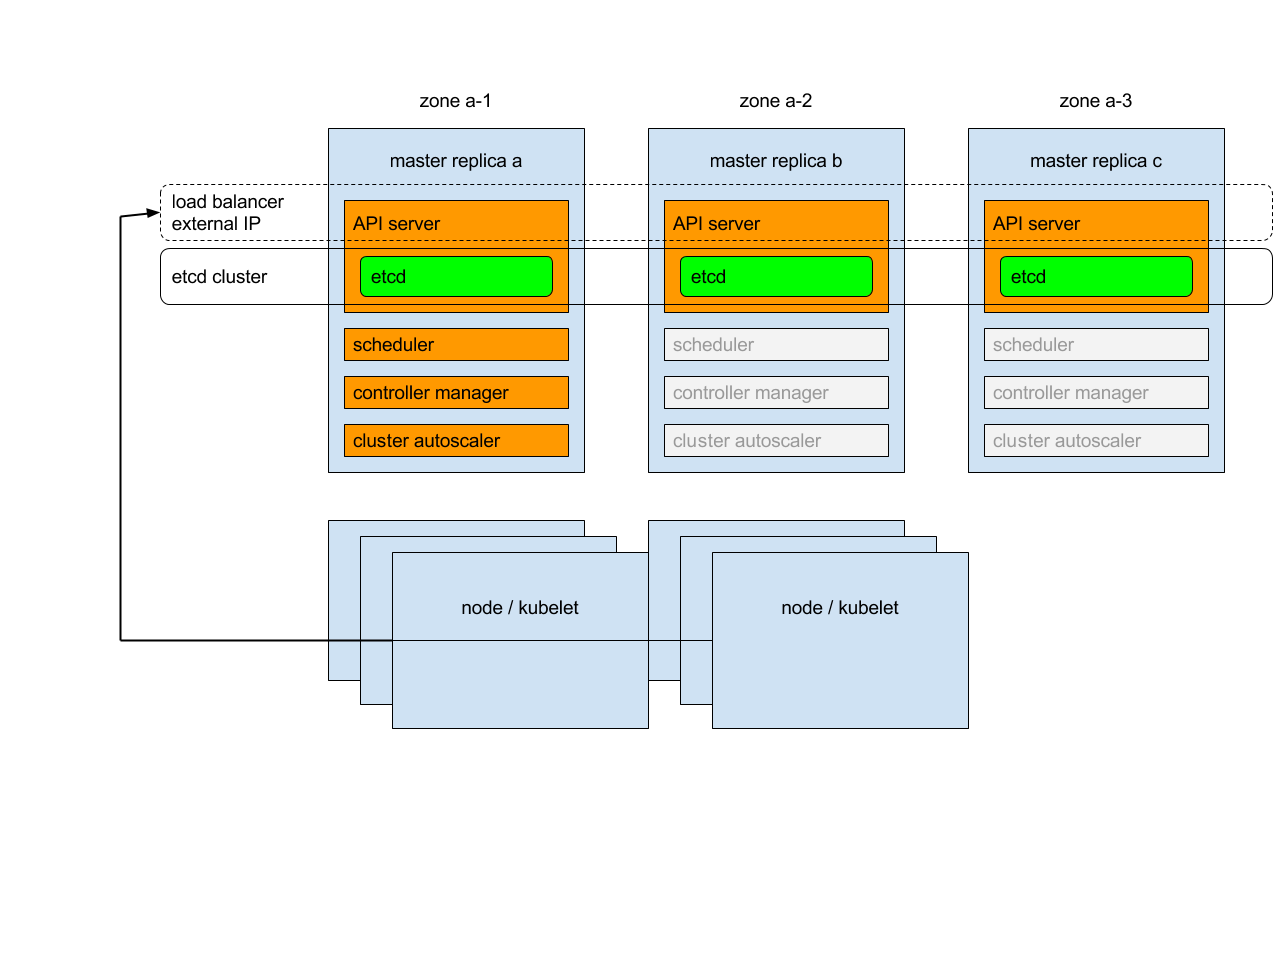 zone a-1
zone a-2
zone a-3
master replica a
master replica b
master replica c
load balancer
external IP
API server
API server
API server
etcd cluster
etcd
etcd
etcd
scheduler
scheduler
scheduler
controller manager
controller manager
controller manager
cluster autoscaler
cluster autoscaler
cluster autoscaler
node / kubelet
node / kubelet